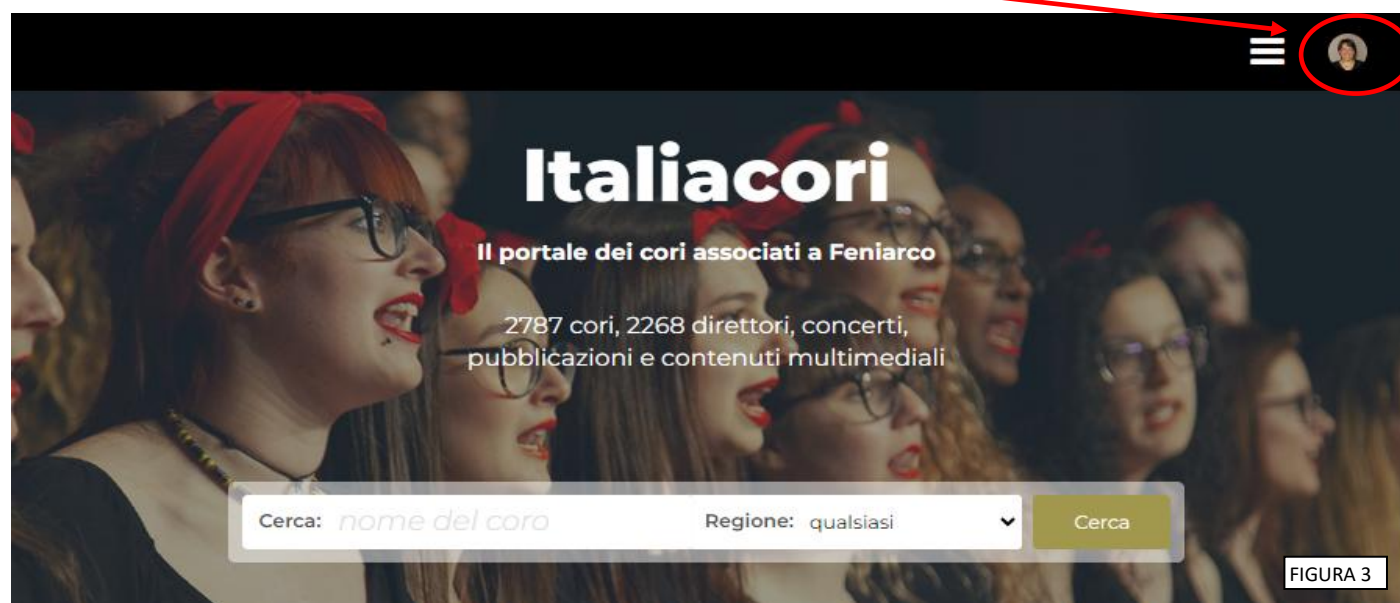 Italiacori
Il portale dei cori associati a Feniarco
2787 cori, 2268 direttori, concerti,
pubblicazioni e contenuti multimediali
Cerca: nome del coro Regione: qualsiasi Cerca
FIGURA 3